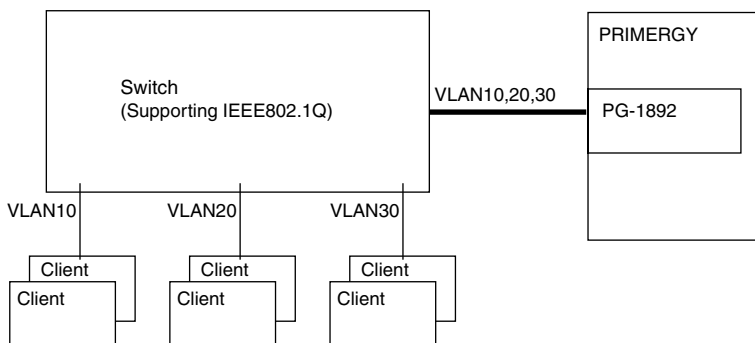 PRIMERGY
Switch
(Supporting IEEE802.1Q)
VLAN10,20,30
PG-1892
VLAN10
VLAN20
VLAN30
Client
Client
Client
Client
Client
Client